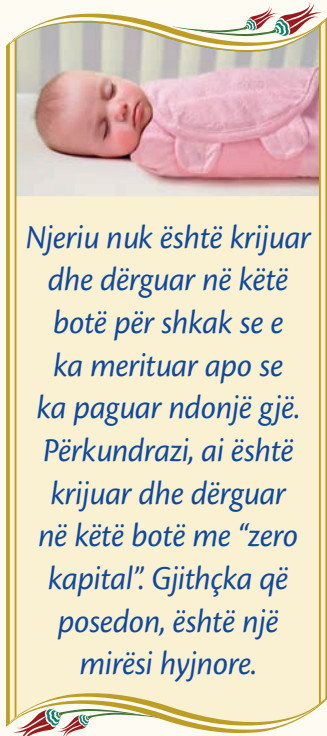 Njeriu nuk është krijuar
dhe dërguar në këtë
botë për shkak se e
ka merituar apo se
ka paguar ndonjë gjë.
Përkundrazi, ai është
krijuar dhe dërguar
në këtë botë me “zero
kapital”. Gjithçka që
posedon, është një
mirësi hyjnore.